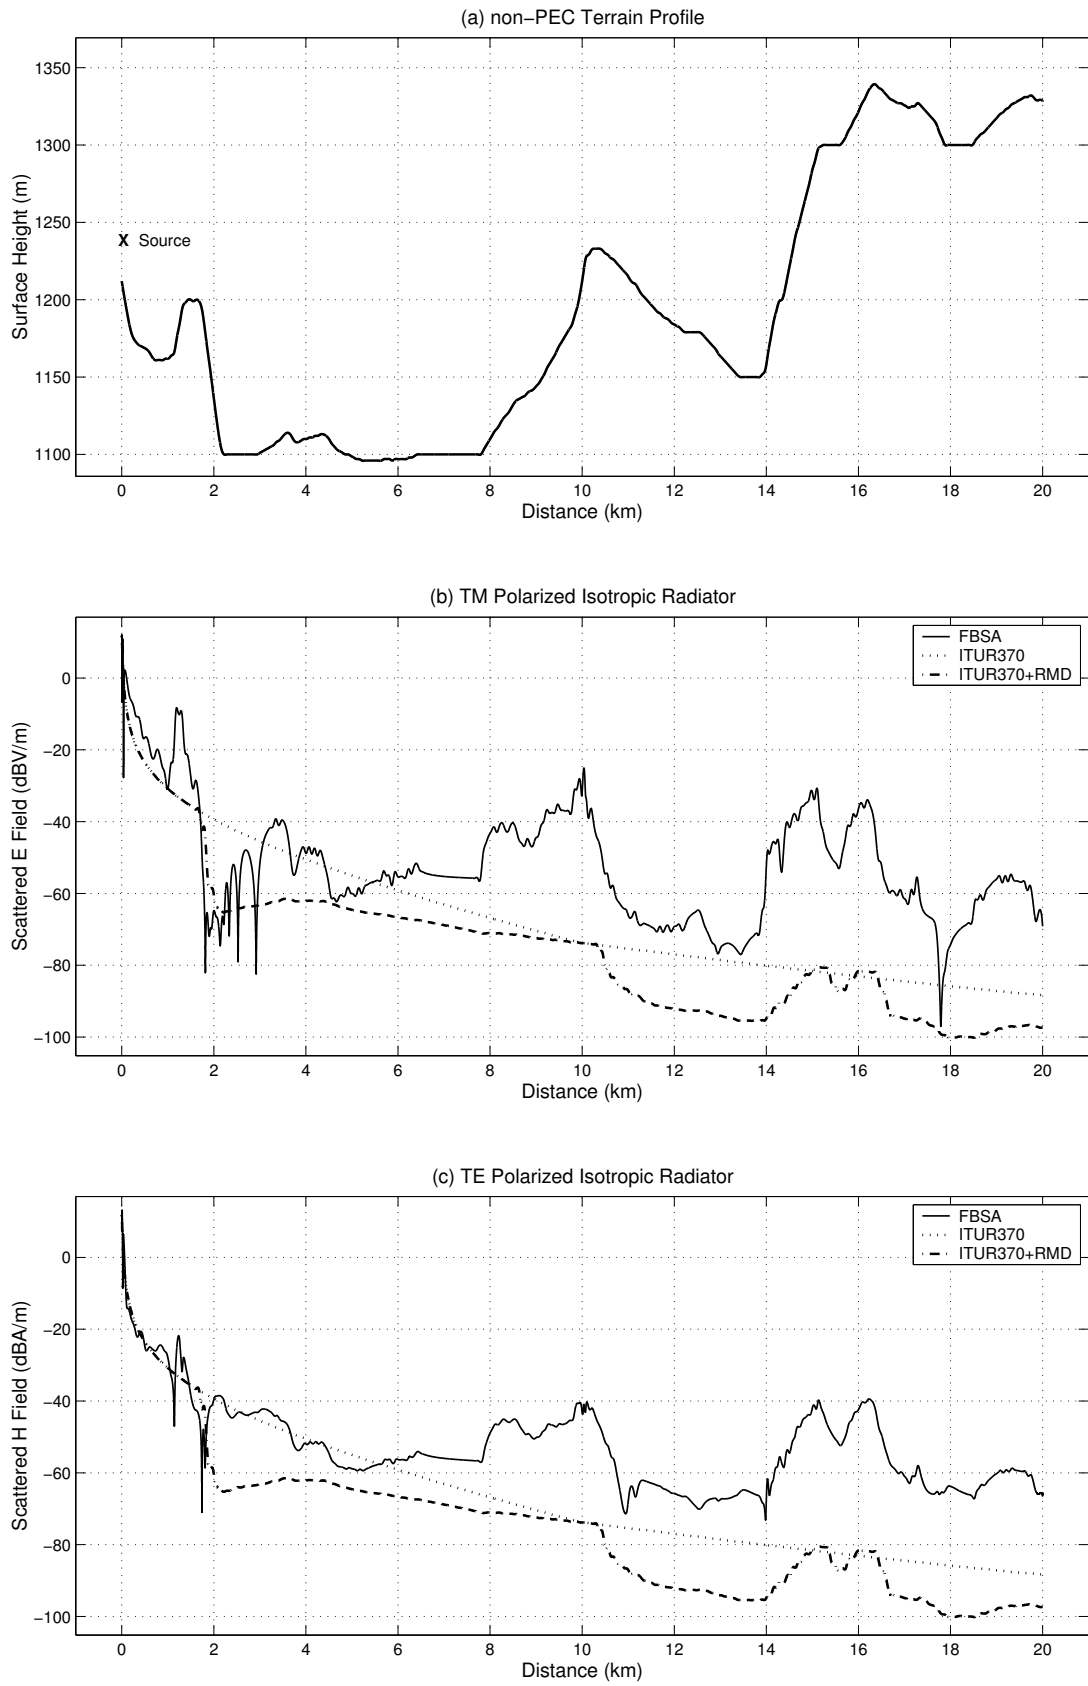 (a) non−PEC Terrain Profile
1350
1300
1250
1200
1150
1100
Surface Height (m)
X Source
0 2 4 6 8 10 12 14 16 18 20
Distance (km)
(b) TM Polarized Isotropic Radiator
FBSA
ITUR370
ITUR370+RMD
0
−20
−40
−60
−80
−100
Scattered E Field (dBV/m)
0 2 4 6 8 10 12 14 16 18 20
Distance (km)
(c) TE Polarized Isotropic Radiator
FBSA
ITUR370
ITUR370+RMD
0
−20
−40
−60
−80
−100
Scattered H Field (dBA/m)
0 2 4 6 8 10 12 14 16 18 20
Distance (km)